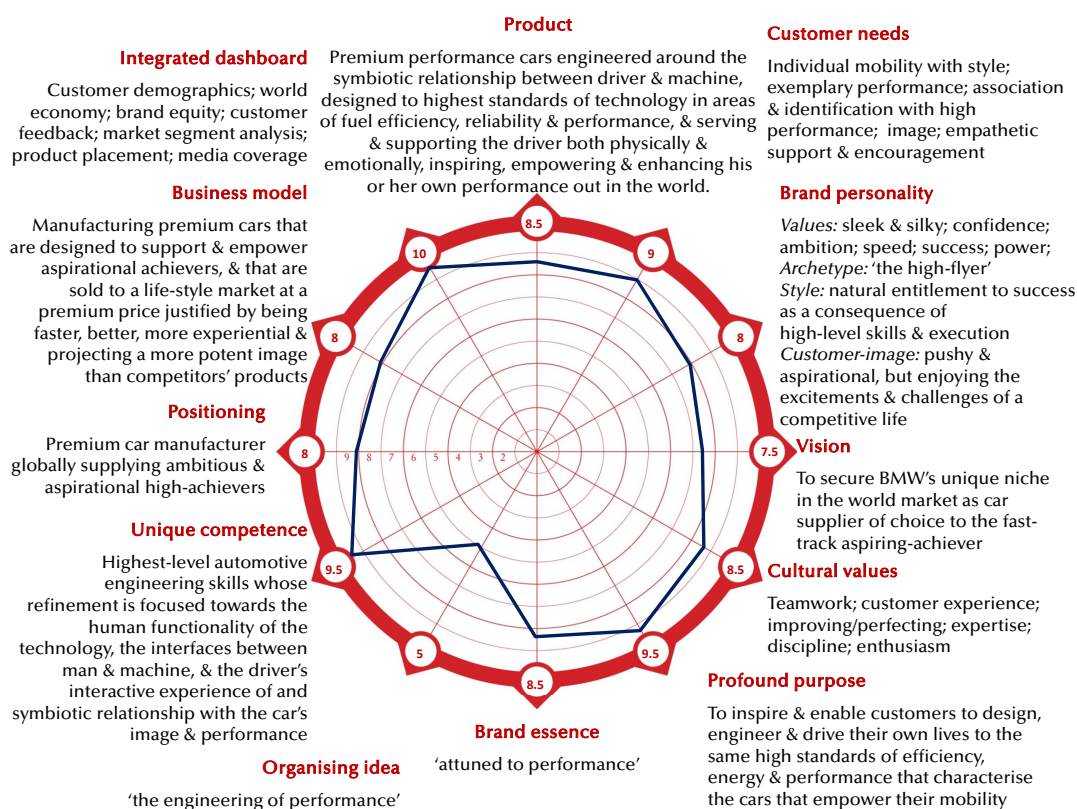 Product
Premium performance cars engineered around the
symbiotic relationship between driver & machine,
designed to highest standards of technology in areas
of fuel efficiency, reliability & performance, & serving
& supporting the driver both physically &
emotionally, inspiring, empowering & enhancing his
or her own performance out in the world.
Customer needs
Individual mobility with style;
exemplary performance; association
& identification with high
performance; image; empathetic
support & encouragement
Brand personality
Values: sleek & silky; confidence;
ambition; speed; success; power;
Archetype: ‘the high-flyer’
Style: natural entitlement to success
as a consequence of
high-level skills & execution
Customer-image: pushy &
aspirational, but enjoying the
excitements & challenges of a
competitive life
Vision
To secure BMW’s unique niche
in the world market as car
supplier of choice to the fast-
track aspiring-achiever
Cultural values
Teamwork; customer experience;
improving/perfecting; expertise;
discipline; enthusiasm
Profound purpose
To inspire & enable customers to design,
engineer & drive their own lives to the
same high standards of efficiency,
energy & performance that characterise
the cars that empower their mobility
Brand essence
‘attuned to performance’
Organising idea
‘the engineering of performance’
Unique competence
Highest-level automotive
engineering skills whose
refinement is focused towards the
human functionality of the
technology, the interfaces between
man & machine, & the driver’s
interactive experience of and
symbiotic relationship with the car’s
image & performance
Positioning
Premium car manufacturer
globally supplying ambitious &
aspirational high-achievers
Business model
Manufacturing premium cars that
are designed to support & empower
aspirational achievers, & that are
sold to a life-style market at a
premium price justified by being
faster, better, more experiential &
projecting a more potent image
than competitors’ products
Integrated dashboard
Customer demographics; world
economy; brand equity; customer
feedback; market segment analysis;
product placement; media coverage
8.5
9
8
7.5
8.5
9.5
8.5
5
9.5
8
8
10
9 8 7 6 5 4 3 2